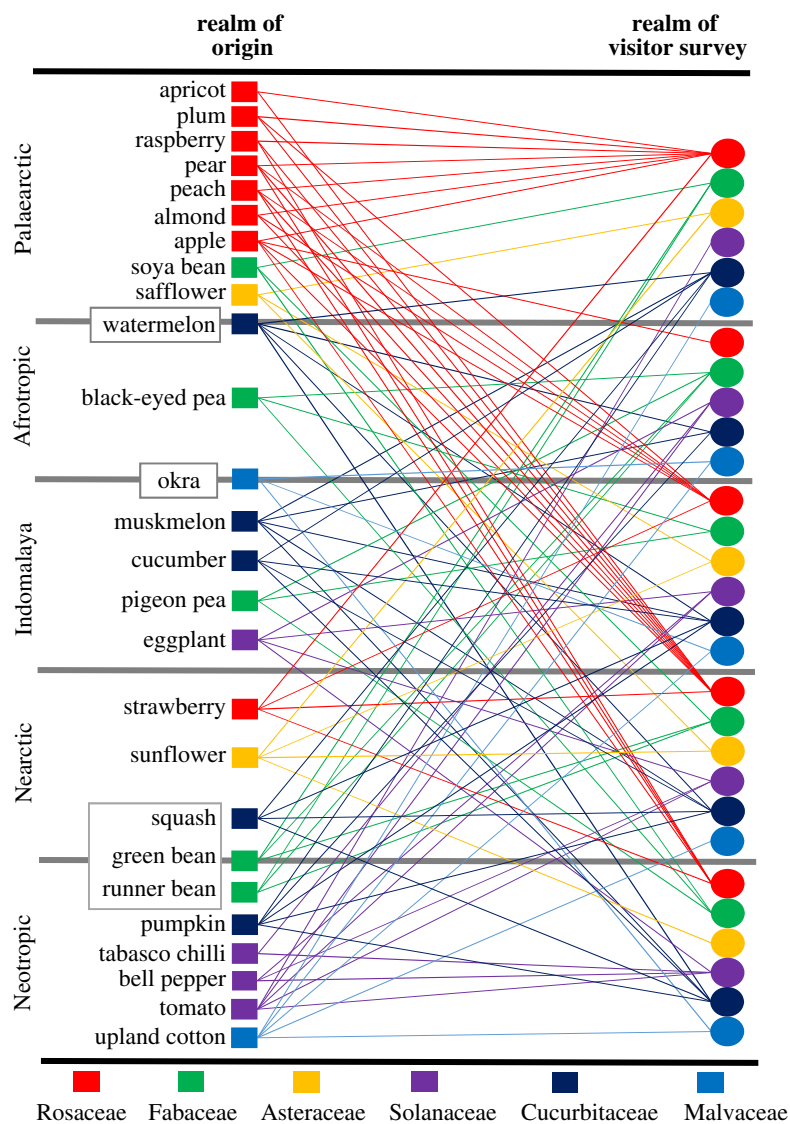 realm of
origin
realm of
visitor survey
Palaearctic
apricot
plum
raspberry
pear
peach
almond
apple
soya bean
safflower
watermelon
Afrotropic
black-eyed pea
okra
Indomalaya
muskmelon
cucumber
pigeon pea
eggplant
Nearctic
strawberry
sunflower
squash
green bean
runner bean
Neotropic
pumpkin
tabasco chilli
bell pepper
tomato
upland cotton
Rosaceae
Fabaceae
Asteraceae
Solanaceae
Cucurbitaceae
Malvaceae